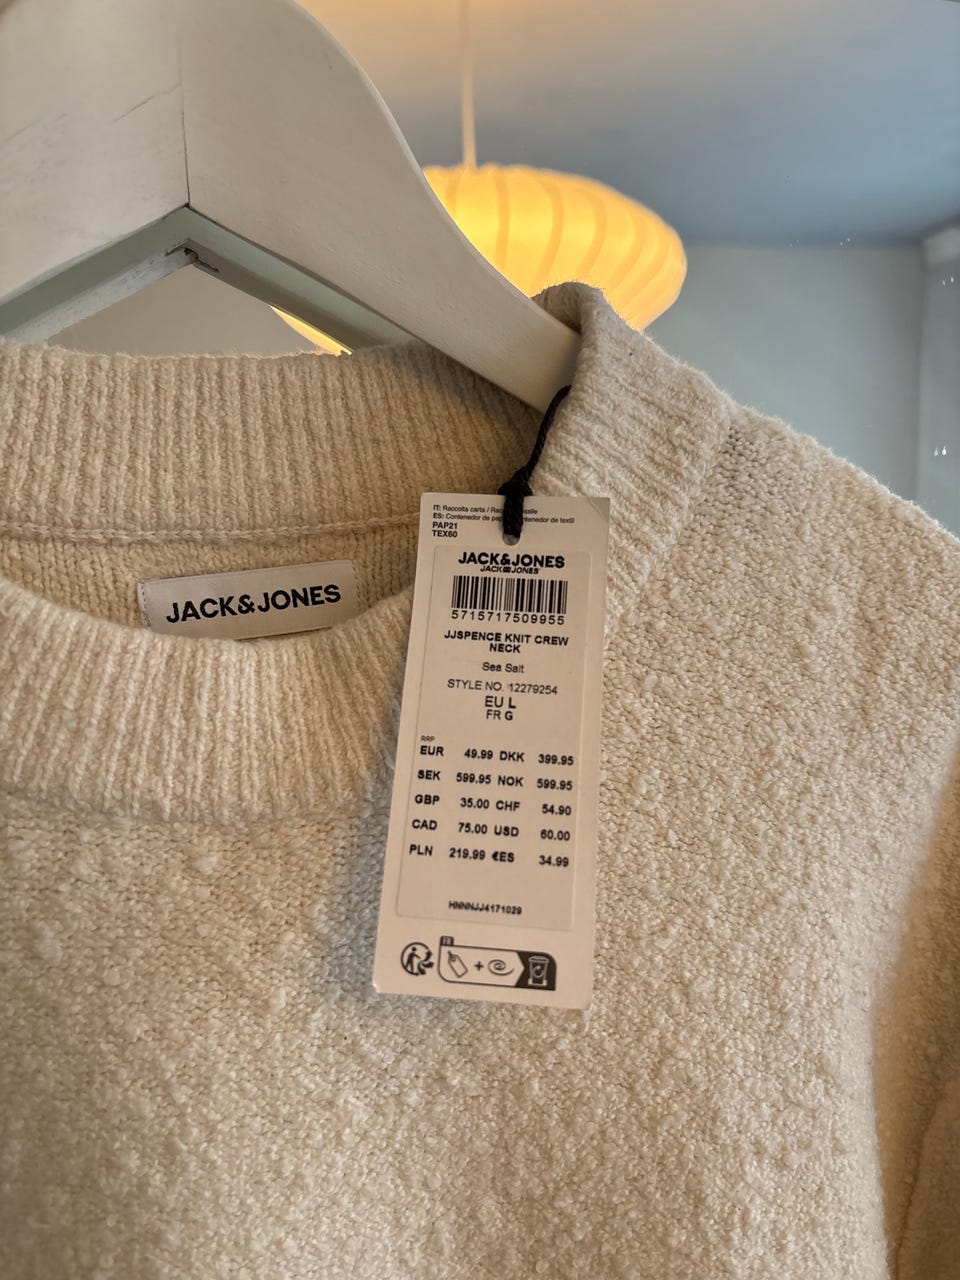 IT: Raccolta carta / Rac
ES: Contenedor de tenedor de textil
PAP21
TEX60
JACK&JONES
JACK JONES
5715717509955
JJSPENCE KNIT CREW
NECK
Sea Salt
STYLE NO. 12279254
EU L
FR G
RRP
EUR 49.99 DKK 399.95
SEK 599.95 NOK 599.95
GBP 35.00 CHF 54.90
CAD 75.00 USD 60.00
PLN 219.99 €ES 34.99
HNNNJJ4171029
FR
+
JACK&JONES